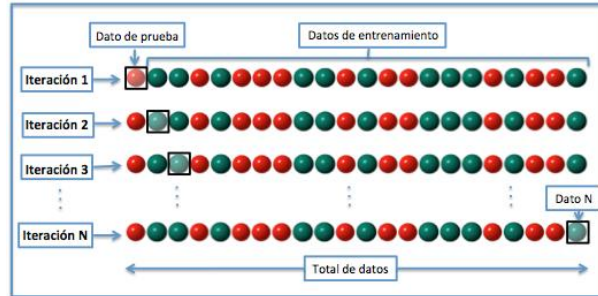 Dato de prueba
Datos de entrenamiento
Iteración 1
Iteración 2
Iteración 3
Dato N
Iteración N
Total de datos